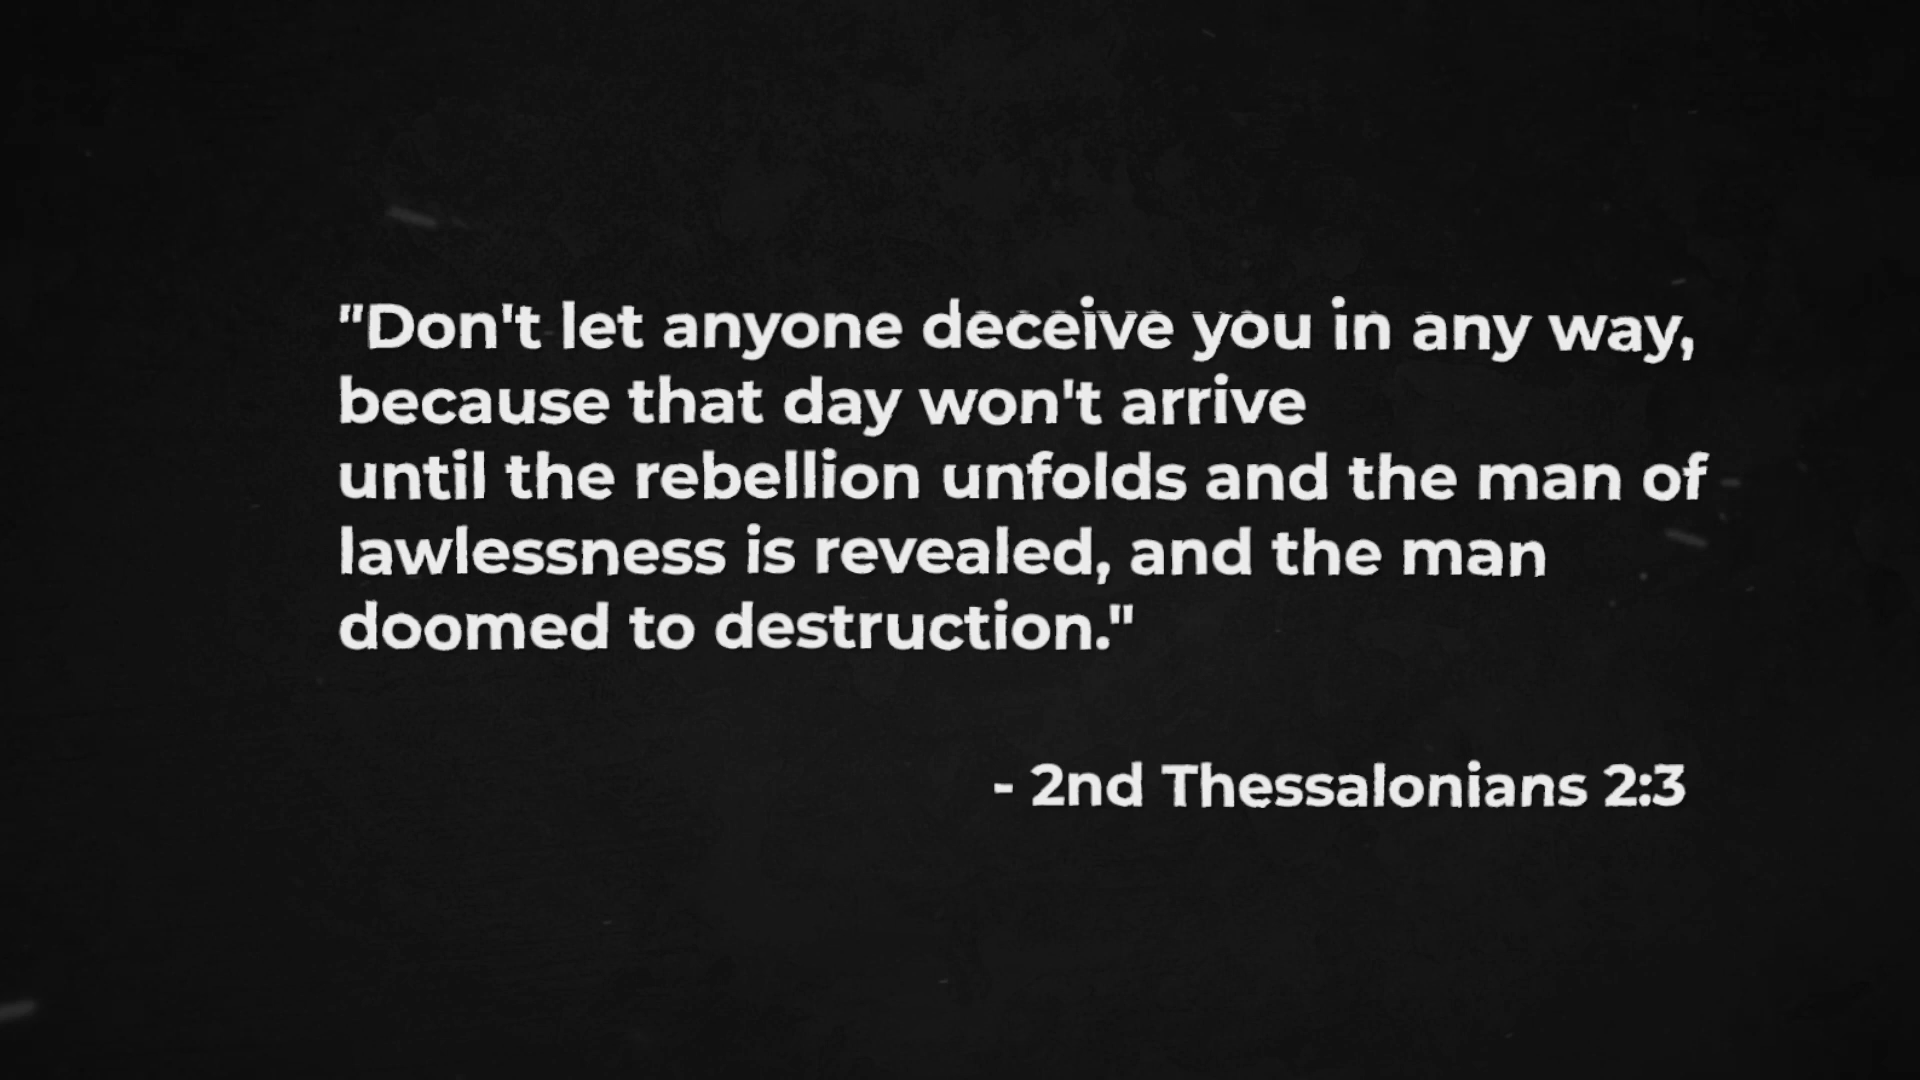 "Don't let anyone deceive you in any way,
because that day won't arrive
until the rebellion unfolds and the man of
lawlessness is revealed, and the man
doomed to destruction."
- 2nd Thessalonians 2:3